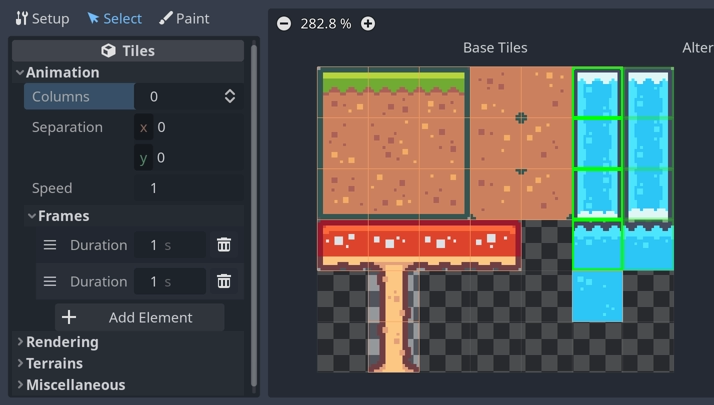 Setup Select Paint
Tiles
Animation
Columns 0
Separation x 0
y 0
Speed 1
Frames
Duration 1 s
Duration 1 s
Add Element
Rendering
Terrains
Miscellaneous
282.8 %
Base Tiles Alter